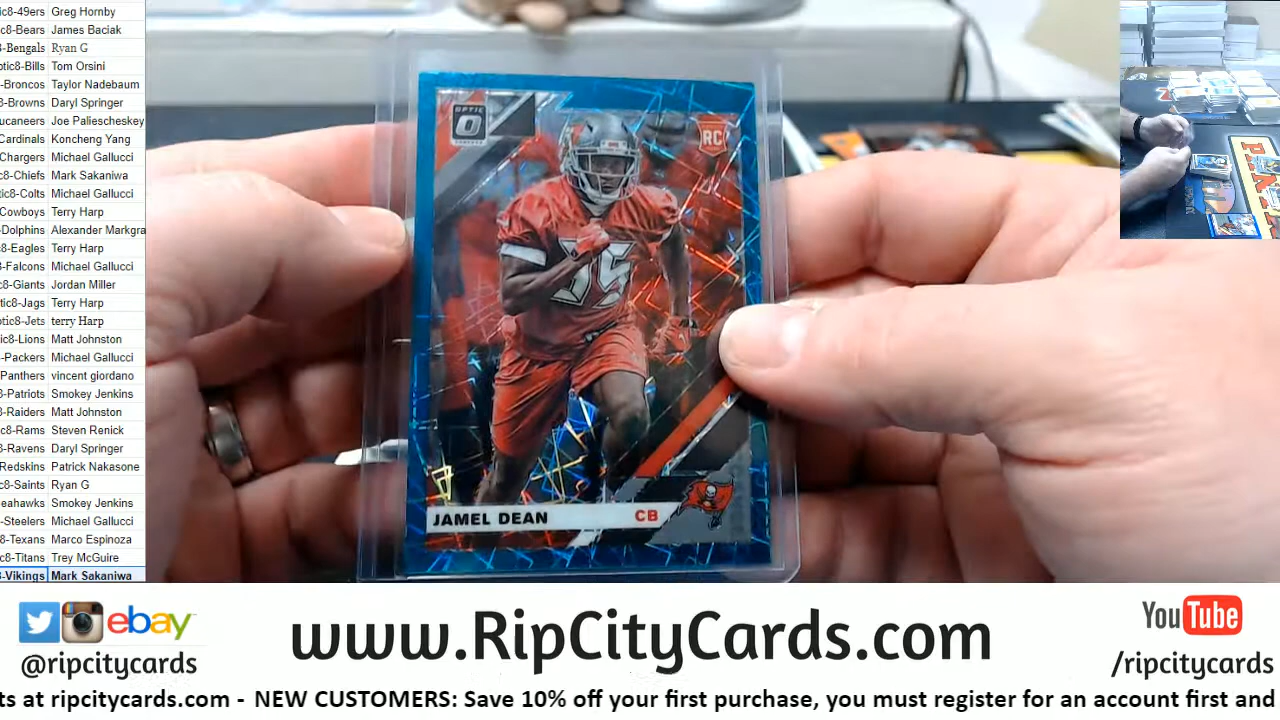 ic8-49ers Greg Hornby
c8-Bears James Baciak
-Bengals Ryan G
ptic8-Bills Tom Orsini
-Broncos Taylor Nadebaum
8-Browns Daryl Springer
ucaneers Joe Paliescheskey
Cardinals Koncheng Yang
Chargers Michael Gallucci
c8-Chiefs Mark Sakaniwa
tic8-Colts Michael Gallucci
Cowboys Terry Harp
-Dolphins Alexander Markgra
8-Eagles Terry Harp
8-Falcons Michael Gallucci
c8-Giants Jordan Miller
tic8-Jags Terry Harp
otic8-Jets terry Harp
ic8-Lions Matt Johnston
-Packers Michael Gallucci
Panthers vincent giordano
3-Patriots Smokey Jenkins
8-Raiders Matt Johnston
ic8-Rams Steven Renick
-Ravens Daryl Springer
Redskins Patrick Nakasone
c8-Saints Ryan G
eahawks Smokey Jenkins
-Steelers Michael Gallucci
8-Texans Marco Espinoza
c8-Titans Trey McGuire
8-Vikings Mark Sakaniwa
OPTIC
RC
35
JAMEL DEAN CB
ebay
@ripcitycards
www.RipCityCards.com
YouTube
/ripcitycards
ts at ripcitycards.com - NEW CUSTOMERS: Save 10% off your first purchase, you must register for an account first and